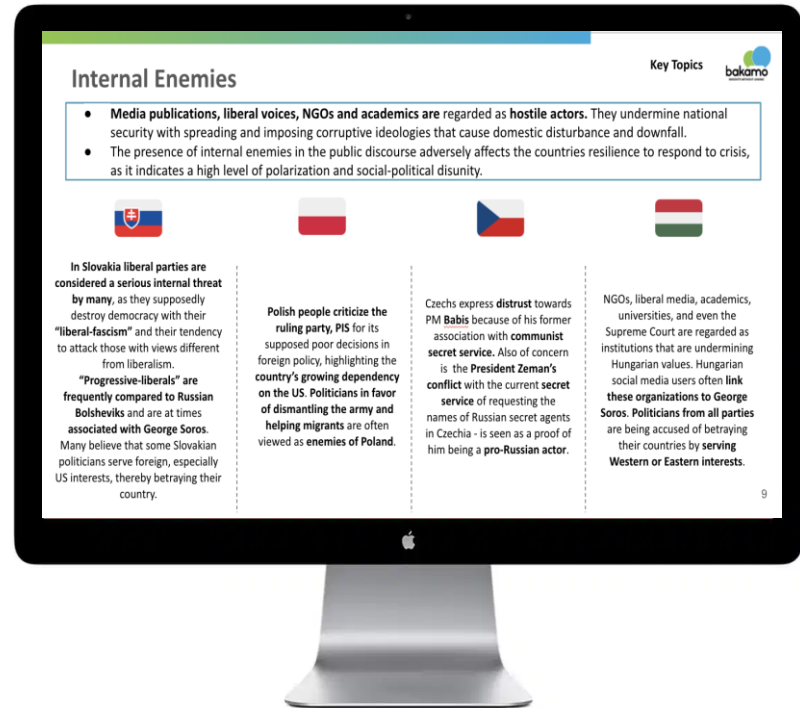 Key Topics
bakamo
Internal Enemies
● Media publications, liberal voices, NGOs and academics are regarded as hostile actors. They undermine national
security with spreading and imposing corruptive ideologies that cause domestic disturbance and downfall.
● The presence of internal enemies in the public discourse adversely affects the countries resilience to respond to crisis,
as it indicates a high level of polarization and social-political disunity.
In Slovakia liberal parties are
considered a serious internal threat
by many, as they supposedly
destroy democracy with their
“liberal-fascism” and their tendency
to attack those with views different
from liberalism.
“Progressive-liberals” are
frequently compared to Russian
Bolsheviks and are at times
associated with George Soros.
Many believe that some Slovakian
politicians serve foreign, especially
US interests, thereby betraying their
country.
Polish people criticize the
ruling party, PIS for its
supposed poor decisions in
foreign policy, highlighting the
country’s growing dependency
on the US. Politicians in favor
of dismantling the army and
helping migrants are often
viewed as enemies of Poland.
Czechs express distrust towards
PM Babis because of his former
association with communist
secret service. Also of concern
is the President Zeman’s
conflict with the current secret
service of requesting the
names of Russian secret agents
in Czechia - is seen as a proof of
him being a pro-Russian actor.
NGOs, liberal media, academics,
universities, and even the
Supreme Court are regarded as
institutions that are undermining
Hungarian values. Hungarian
social media users often link
these organizations to George
Soros. Politicians from all parties
are being accused of betraying
their countries by serving
Western or Eastern interests.
9